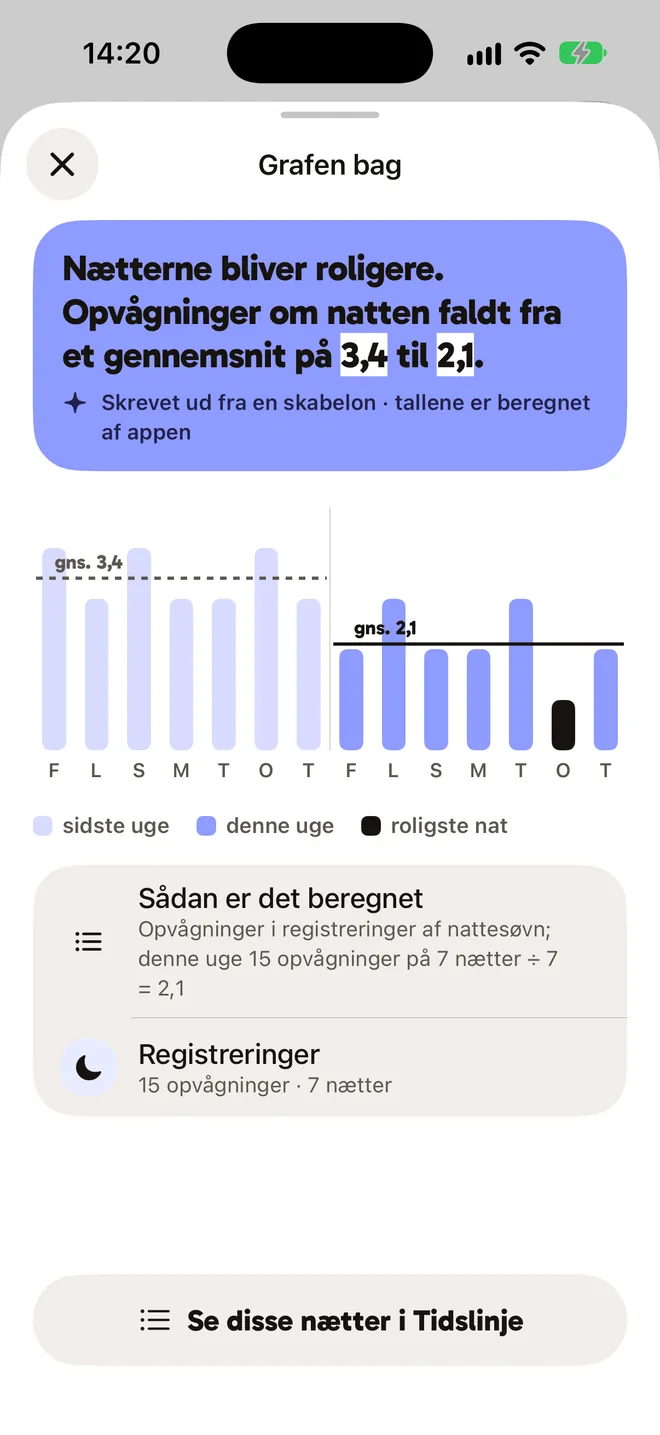 14:20
Grafen bag
Nætterne bliver roligere.
Opvågninger om natten faldt fra
et gennemsnit på 3,4 til 2,1.
Skrevet ud fra en skabelon · tallene er beregnet
af appen
gns. 3,4
gns. 2,1
F L S M T O T F L S M T O T
sidste uge denne uge roligste nat
Sådan er det beregnet
Opvågninger i registreringer af nattesøvn;
denne uge 15 opvågninger på 7 nætter ÷ 7
= 2,1
Registreringer
15 opvågninger · 7 nætter
Se disse nætter i Tidslinje